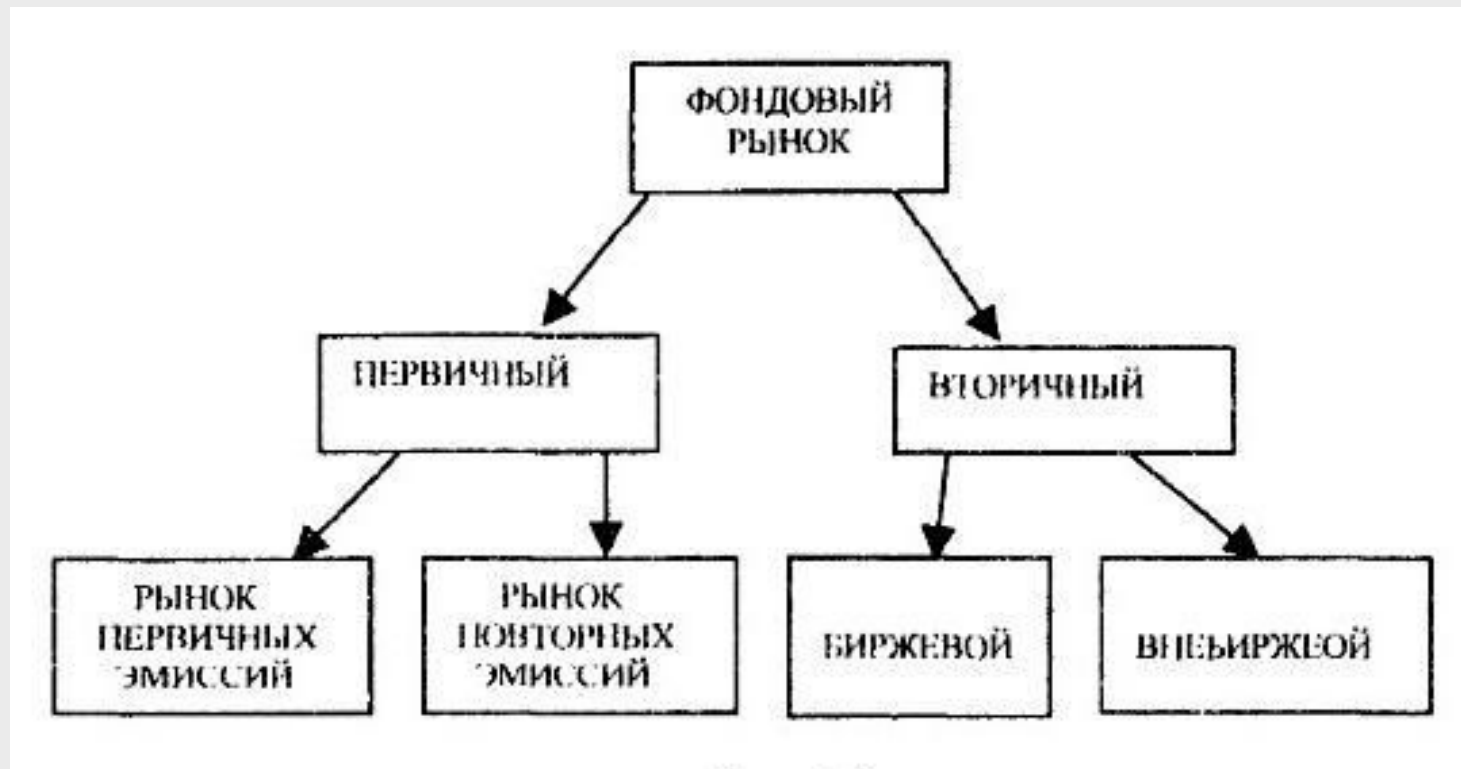 ФОНДОВЫЙ
РЫНОК
ПЕРВИЧНЫЙ
ВТОРИЧНЫЙ
РЫНОК
ПЕРВИЧНЫХ
ЭМИССИЙ
РЫНОК
ПОВТОРНЫХ
ЭМИССИЙ
БИРЖЕВОЙ
ВНЕБИРЖЕОЙ